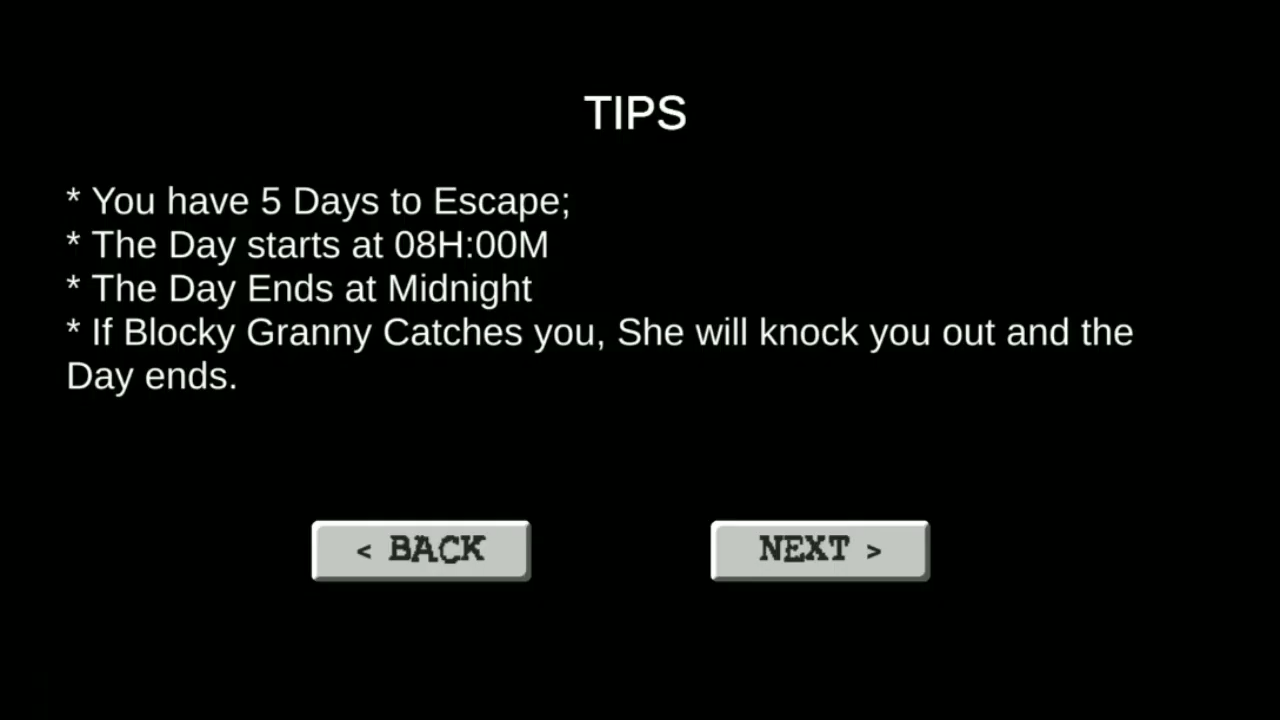 TIPS
* You have 5 Days to Escape;
* The Day starts at 08H:00M
* The Day Ends at Midnight
* If Blocky Granny Catches you, She will knock you out and the
Day ends.
< BACK
NEXT >